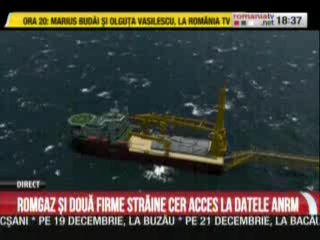 ORA 20: MARIUS BUDĂI ȘI OLGUȚA VASILESCU, LA ROMÂNIA TV
romaniatv
.net
18:37
DIRECT
ROMGAZ ȘI DOUĂ FIRME STRĂINE CER ACCES LA DATELE ANRM
CȘANI * PE 19 DECEMBRIE, LA BUZĂU * PE 21 DECEMBRIE, LA BACĂ